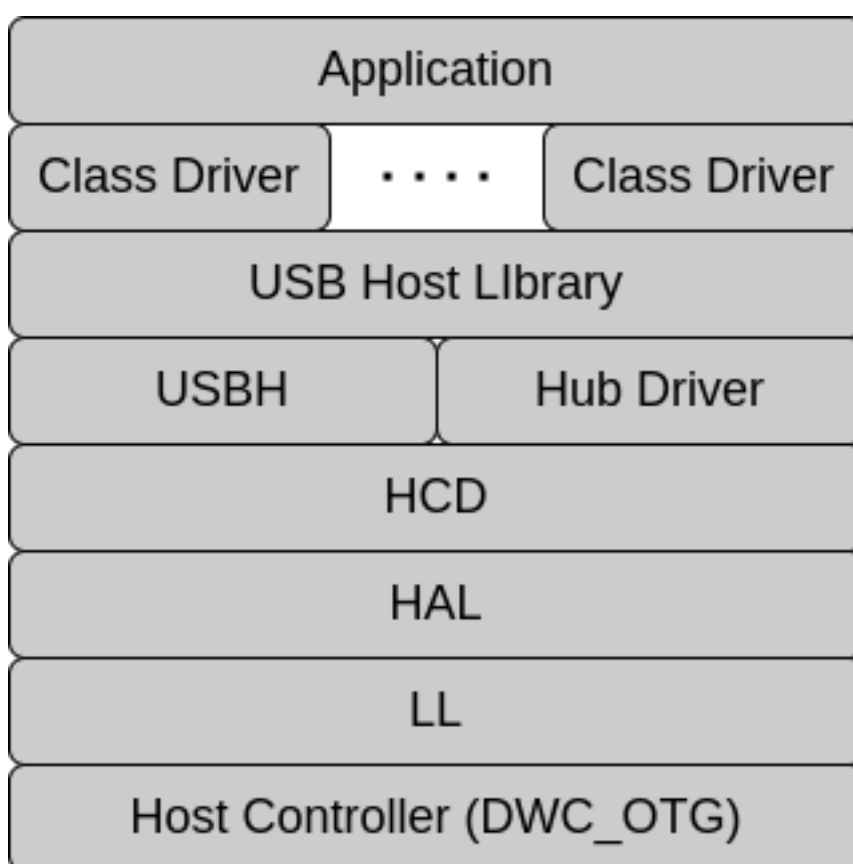 Application
Class Driver .... Class Driver
USB Host LIbrary
USBH Hub Driver
HCD
HAL
LL
Host Controller (DWC_OTG)